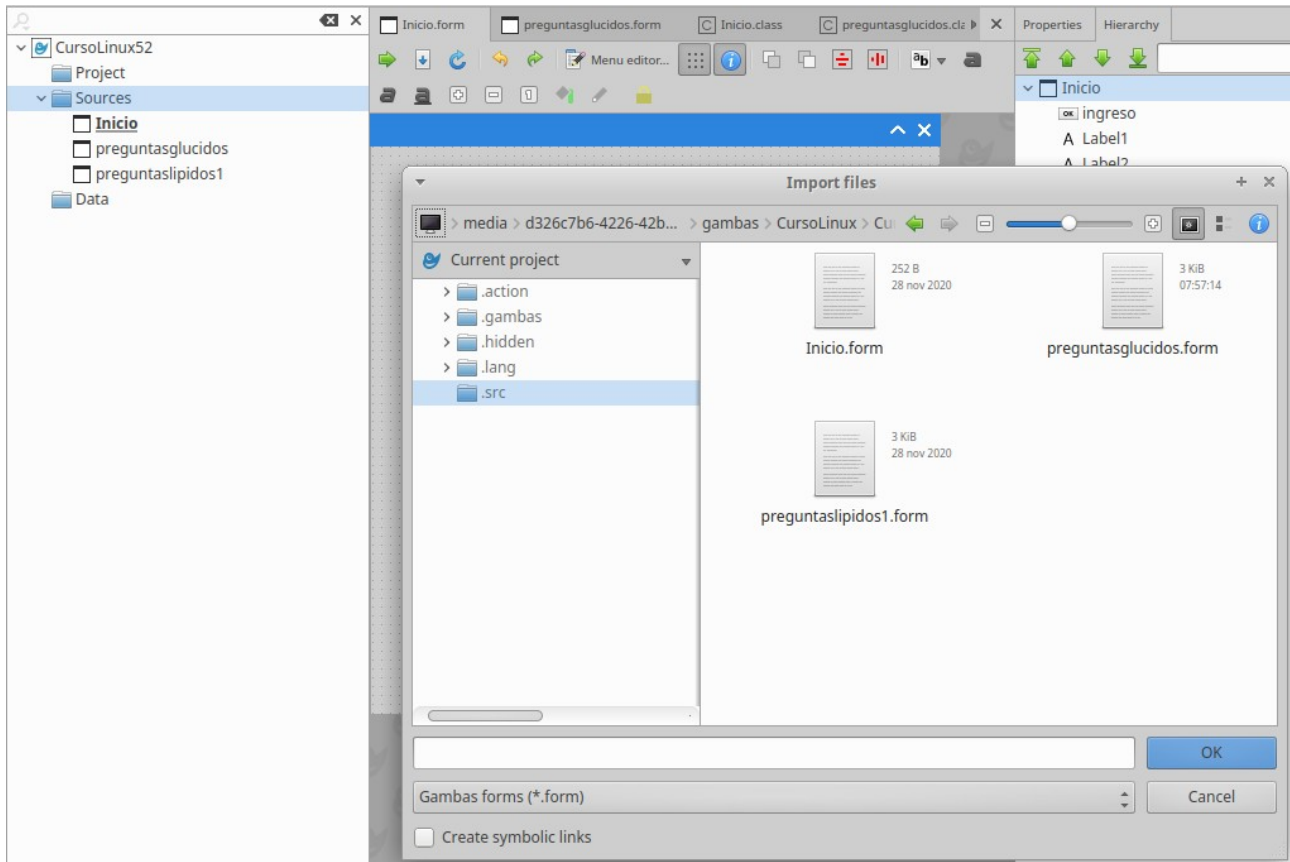 CursoLinux52
Project
Sources
Inicio
preguntasglucidos
preguntaslipidos1
Data
Inicio.form
preguntasglucidos.form
Inicio.class
preguntasglucidos.cla
Menu editor...
Properties
Hierarchy
Inicio
ingreso
Label1
Label2
Import files
media > d326c7b6-4226-42b... > gambas > CursoLinux > Cu
Current project
.action
.gambas
.hidden
.lang
.src
252 B
28 nov 2020
Inicio.form
3 KiB
07:57:14
preguntasglucidos.form
3 KiB
28 nov 2020
preguntaslipidos1.form
OK
Gambas forms (*.form)
Cancel
Create symbolic links